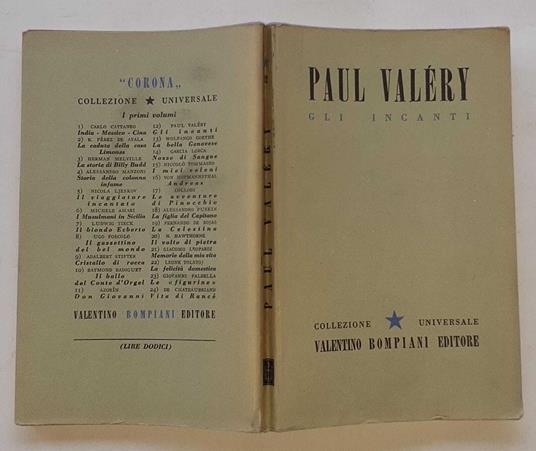 "CORONA„
COLLEZIONE ★ UNIVERSALE
I primi volumi
1) CARLO CATTANEO
India - Messico - Cina
2) R. PÉREZ DE AYALA
La caduta della casa
Limones
3) HERMAN MELVILLE
La storia di Billy Budd
4) ALESSANDRO MANZONI
Storia della colonna
infame
5) NICOLA LJESKOV
Il viaggiatore
incantato
6) MICHELE AMARI
I Musulmani in Sicilia
7) LUDWIG TIECK
Il biondo Ecberto
8) UGO FOSCOLO
Il gazzettino
del bel mondo
9) ADALBERT STIFTER
Cristallo di rocca
10) RAYMOND RADIGUET
Il ballo
del Conte d'Orgel
11) AZORÍN
Don Giovanni
12) PAUL VALÉRY
Gli incanti
13) WOLFANGO GOETHE
La bella Genovese
14) GARCIA LORCA
Nozze di Sangue
15) NICCOLÒ TOMMASEO
I miei veleni
16) VON HOFMANNSTHAL
Andreas
17) COLLODI
Le avventure
di Pinocchio
18) ALESSANDRO PUSKIN
La figlia del Capitano
19) FERNANDO DE ROJAS
La Celestina
20) N. HAWTHORNE
Il volto di pietra
21) GIACOMO LEOPARDI
Memorie della mia vita
22) LEONE TOLSTOJ
La felicità domestica
23) GIOVANNI FALDELLA
Le «figurine»
24) DE CHATEAUBRIAND
Vita di Rancé
VALENTINO BOMPIANI EDITORE
(LIRE DODICI)
PAUL VALÉRY
PAUL VALÉRY
GLI INCANTI
COLLEZIONE ★ UNIVERSALE
VALENTINO BOMPIANI EDITORE